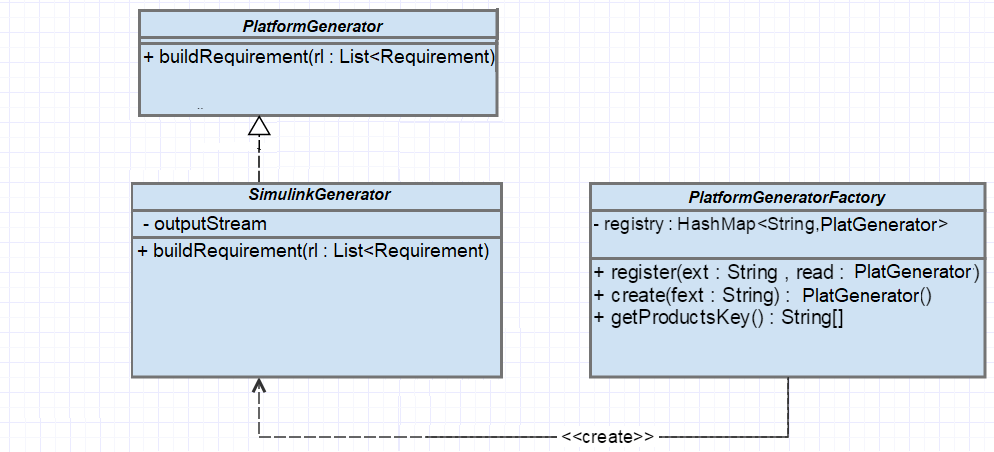 PlatformGenerator
+ buildRequirement(rl : List<Requirement)
..
SimulinkGenerator
- outputStream
+ buildRequirement(rl : List<Requirement)
PlatformGeneratorFactory
- registry : HashMap<String,PlatGenerator>
+ register(ext : String , read : PlatGenerator)
+ create(fext : String) : PlatGenerator()
+ getProductsKey() : String[]
<<create>>